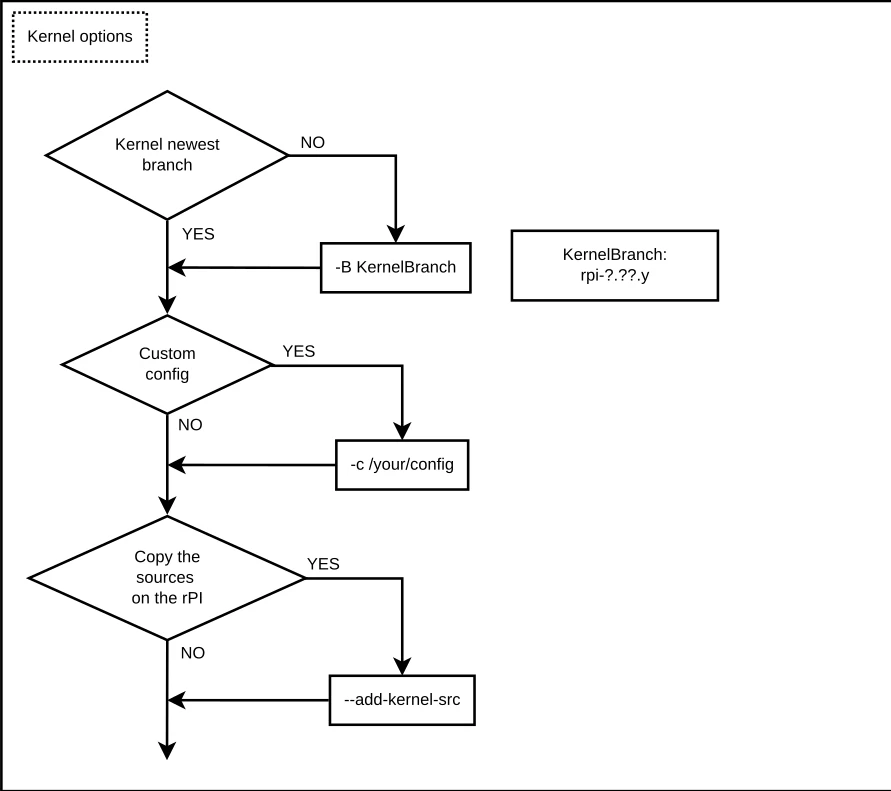 Kernel options
Kernel newest
branch
NO
YES
-B KernelBranch
KernelBranch:
rpi-?.??.y
Custom
config
YES
NO
-c /your/config
Copy the
sources
on the rPI
YES
NO
--add-kernel-src